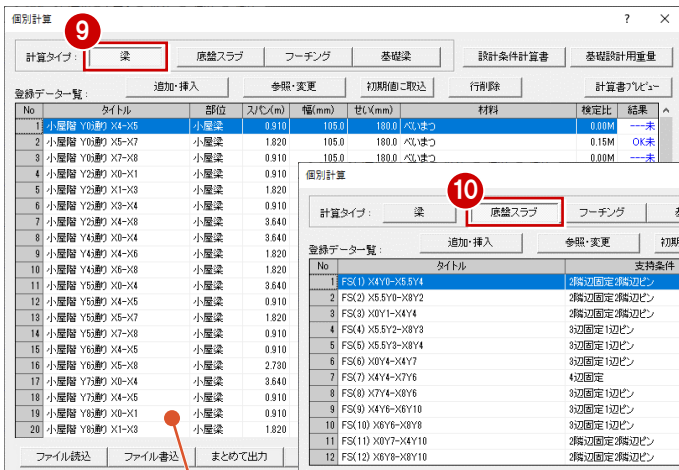 個別計算 ? ×
9
計算タイプ： 梁 底盤スラブ フーチング 基礎梁 設計条件計算書 基礎設計用重量
登録データ一覧： 追加・挿入 参照・変更 初期値に取込 行削除 計算書プレビュー
No タイトル 部位 スパン(m) 幅(mm) せい(mm) 材料 検定比 結果
1 小屋階 Y0通り X4-X5 小屋梁 0.910 105.0 180.0 べいまつ 0.00M ---未
2 小屋階 Y0通り X5-X7 小屋梁 1.820 105.0 180.0 べいまつ 0.15M OK未
3 小屋階 Y0通り X7-X8 小屋梁 0.910 105.0 180.0 べいまつ 0.00M ---未
4 小屋階 Y2通り X0-X1 小屋梁 0.910
5 小屋階 Y2通り X1-X3 小屋梁 1.820
6 小屋階 Y2通り X3-X4 小屋梁 0.910
7 小屋階 Y2通り X4-X8 小屋梁 3.640
8 小屋階 Y4通り X0-X4 小屋梁 3.640
9 小屋階 Y4通り X4-X6 小屋梁 1.820
10 小屋階 Y4通り X6-X8 小屋梁 1.820
11 小屋階 Y5通り X0-X4 小屋梁 3.640
12 小屋階 Y5通り X4-X5 小屋梁 0.910
13 小屋階 Y5通り X5-X7 小屋梁 1.820
14 小屋階 Y5通り X7-X8 小屋梁 0.910
15 小屋階 Y6通り X4-X5 小屋梁 0.910
16 小屋階 Y6通り X5-X8 小屋梁 2.730
17 小屋階 Y7通り X0-X4 小屋梁 3.640
18 小屋階 Y7通り X4-X5 小屋梁 0.910
19 小屋階 Y8通り X0-X1 小屋梁 0.910
20 小屋階 Y8通り X1-X3 小屋梁 1.820
ファイル読込 ファイル書込 まとめて出力
個別計算
10
計算タイプ： 梁 底盤スラブ フーチング
登録データ一覧： 追加・挿入 参照・変更 初期
No タイトル 支持条件
1 FS(1) X4Y0-X5.5Y4 2隣辺固定2隣辺ピン
2 FS(2) X5.5Y0-X8Y2 2隣辺固定2隣辺ピン
3 FS(3) X0Y1-X4Y4 2隣辺固定2隣辺ピン
4 FS(4) X5.5Y2-X8Y3 3辺固定1辺ピン
5 FS(5) X5.5Y3-X8Y4 3辺固定1辺ピン
6 FS(6) X0Y4-X4Y7 3辺固定1辺ピン
7 FS(7) X4Y4-X7Y6 4辺固定
8 FS(8) X7Y4-X8Y6 3辺固定1辺ピン
9 FS(9) X4Y6-X6Y10 3辺固定1辺ピン
10 FS(10) X6Y6-X8Y8 3辺固定1辺ピン
11 FS(11) X0Y7-X4Y10 2隣辺固定2隣辺ピン
12 FS(12) X6Y8-X8Y10 2隣辺固定2隣辺ピン